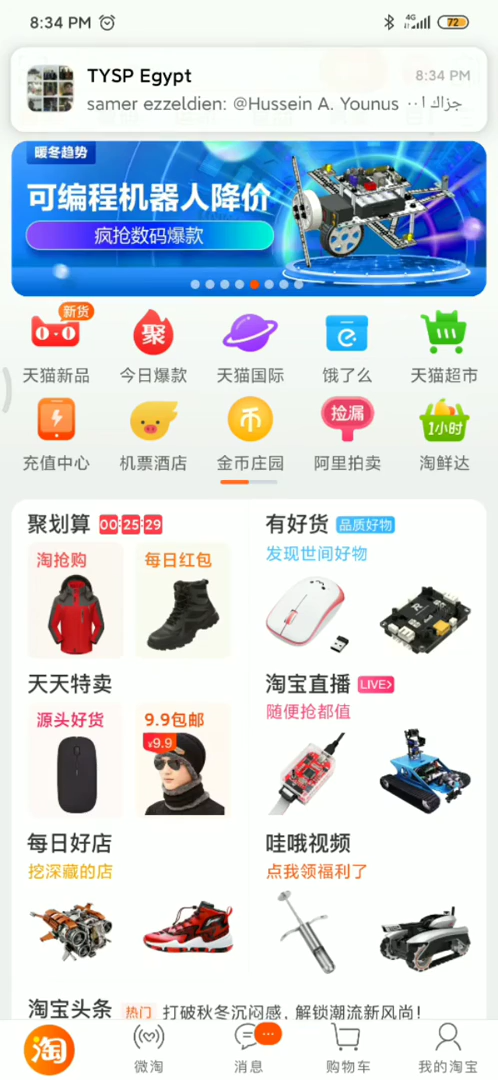 8:34 PM
4G
72
TYSP Egypt
8:34 PM
samer ezzeldien: @Hussein A. Younus جزاك ا··
暖冬趋势
可编程机器人降价
疯抢数码爆款
新货
聚
捡漏
币
1小时
天猫新品
今日爆款
天猫国际
饿了么
天猫超市
充值中心
机票酒店
金币庄园
阿里拍卖
淘鲜达
聚划算 00:25:29
有好货 品质好物
发现世间好物
淘抢购
每日红包
天天特卖
淘宝直播 LIVE>
随便抢都值
源头好货
9.9包邮
¥9.9
每日好店
哇哦视频
挖深藏的店
点我领福利了
淘宝头条 热门 打破秋冬沉闷感，解锁潮流新风尚！
淘
微淘
消息
购物车
我的淘宝